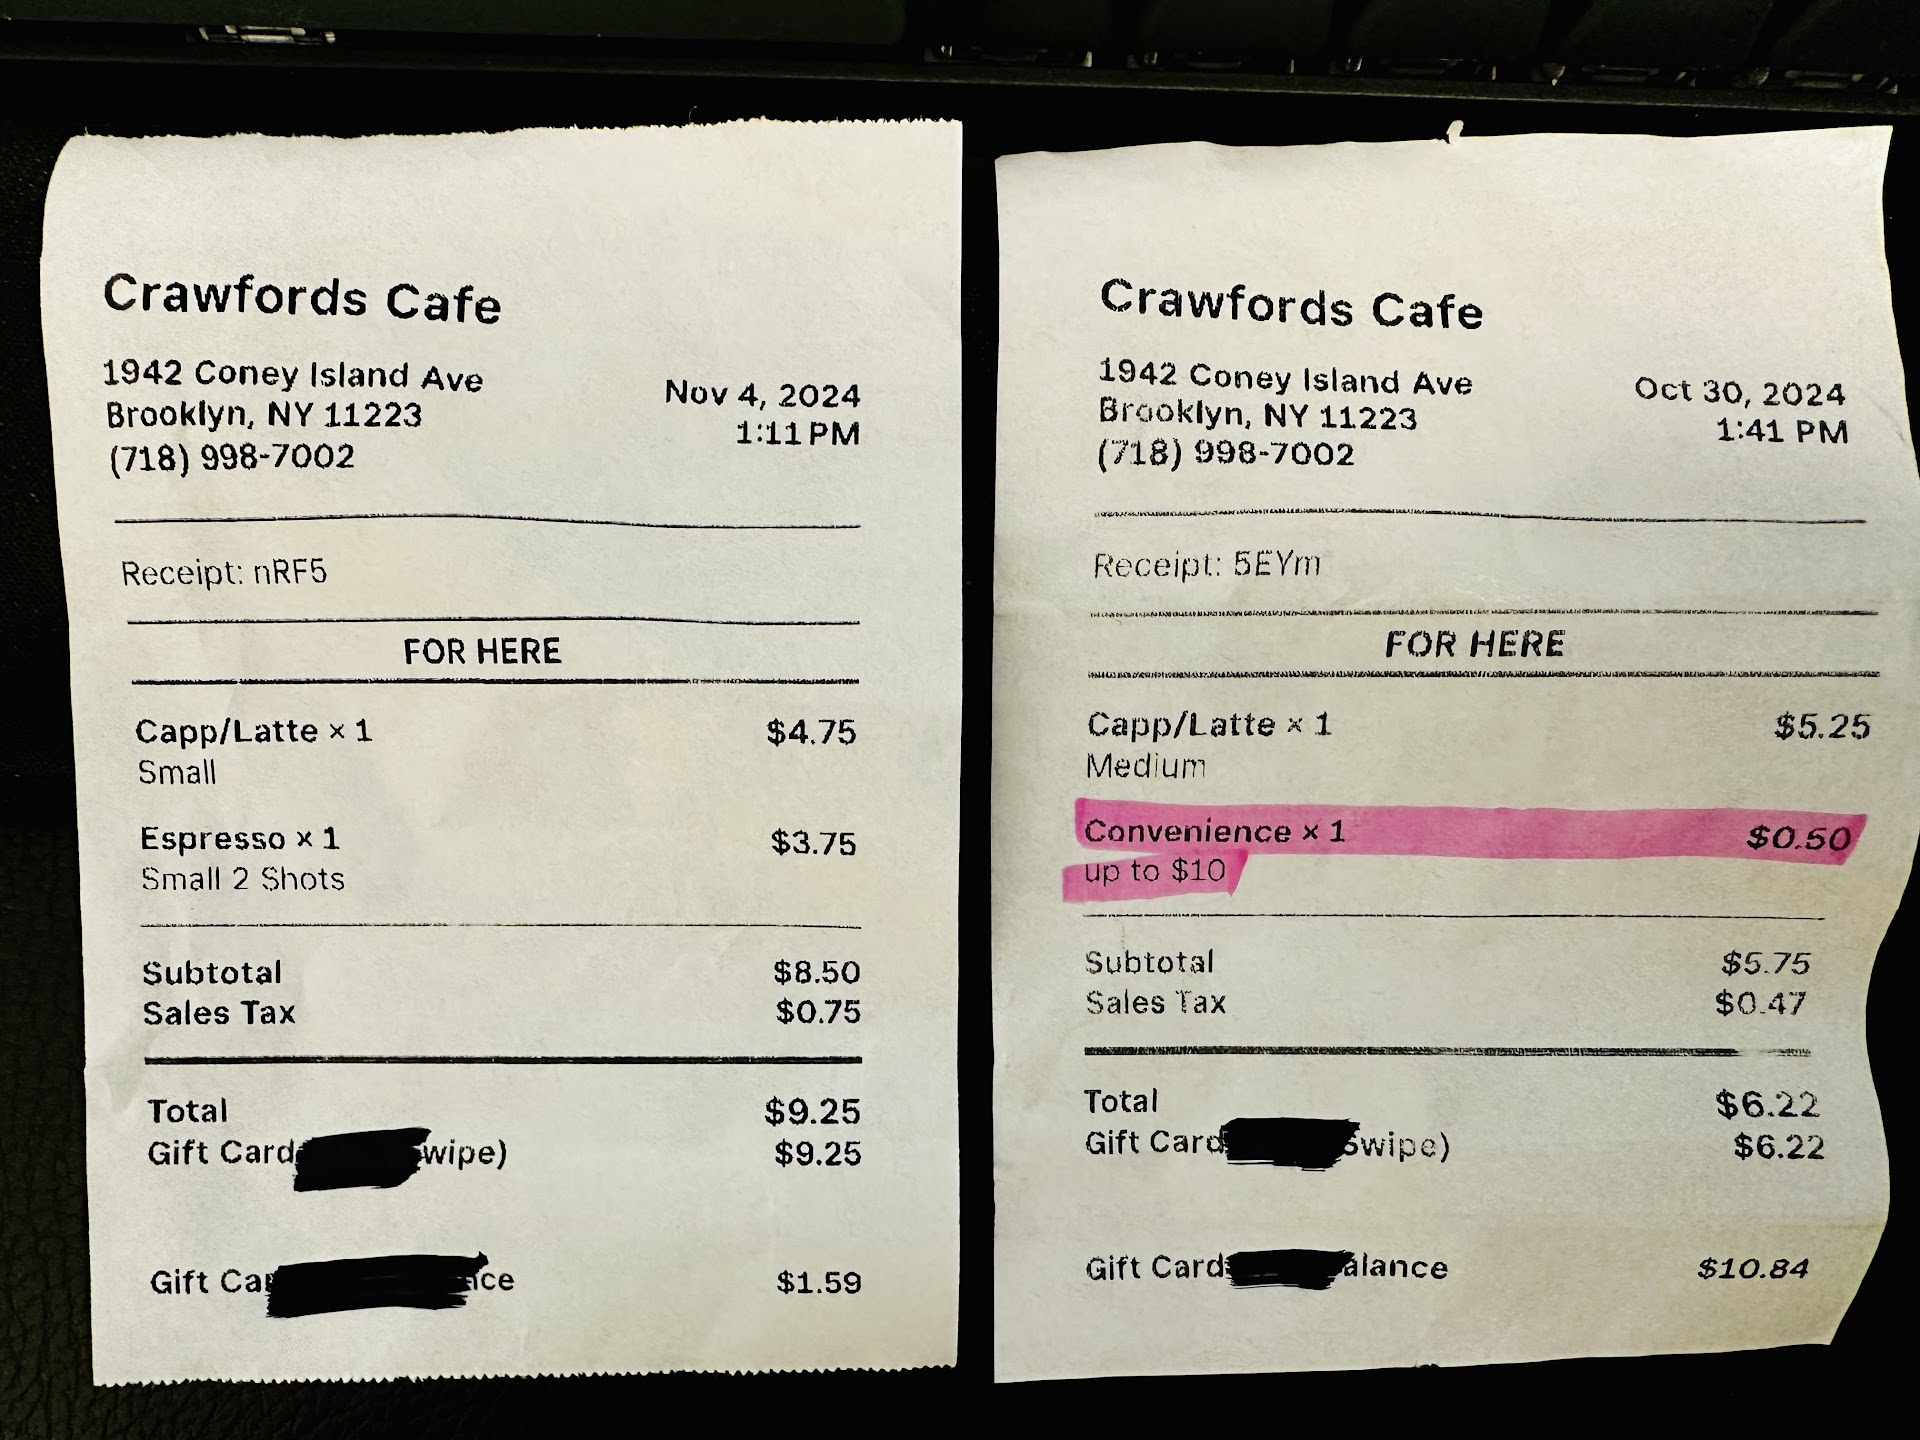 Crawfords Cafe
1942 Coney Island Ave
Brooklyn, NY 11223
(718) 998-7002
Nov 4, 2024
1:11 PM
Receipt: nRF5
FOR HERE
Capp/Latte × 1 $4.75
Small
Espresso × 1 $3.75
Small 2 Shots
Subtotal $8.50
Sales Tax $0.75
Total $9.25
Gift Card wipe) $9.25
Gift Ca nce $1.59
Crawfords Cafe
1942 Coney Island Ave
Brooklyn, NY 11223
(718) 998-7002
Oct 30, 2024
1:41 PM
Receipt: 5EYm
FOR HERE
Capp/Latte × 1 $5.25
Medium
Convenience × 1 $0.50
up to $10
Subtotal $5.75
Sales Tax $0.47
Total $6.22
Gift Card Swipe) $6.22
Gift Card alance $10.84